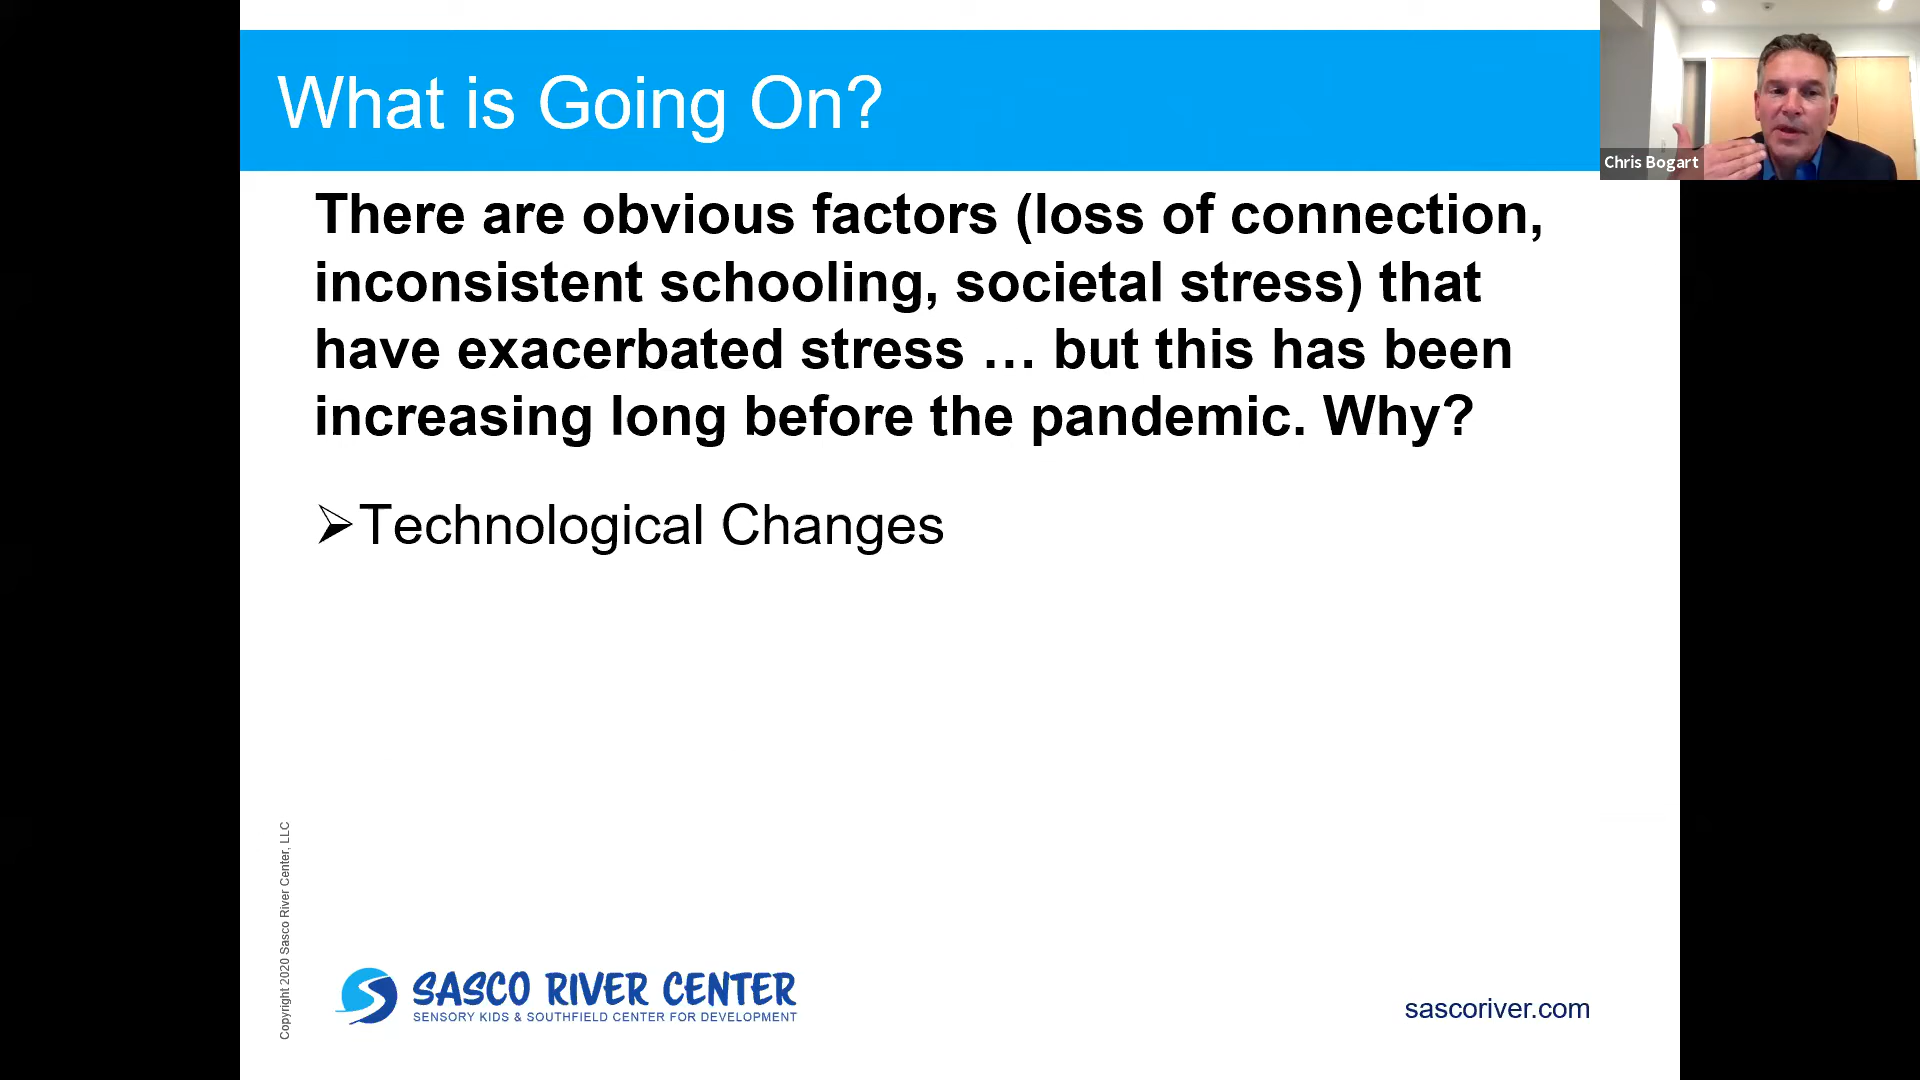 What is Going On?
Chris Bogart
There are obvious factors (loss of connection,
inconsistent schooling, societal stress) that
have exacerbated stress … but this has been
increasing long before the pandemic. Why?
➢Technological Changes
Copyright 2020 Sasco River Center, LLC
SASCO RIVER CENTER
SENSORY KIDS & SOUTHFIELD CENTER FOR DEVELOPMENT
sascoriver.com